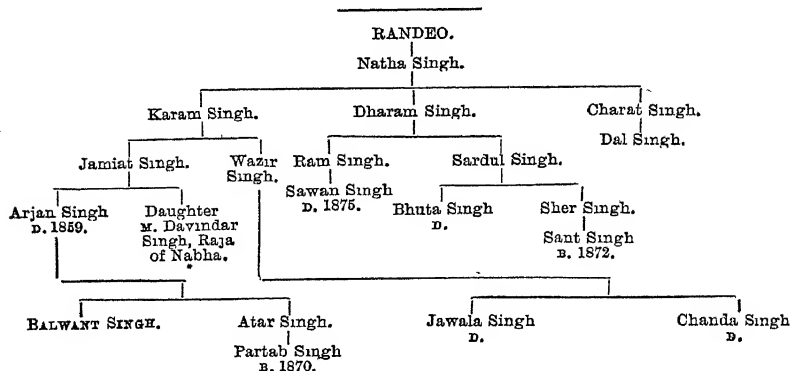 RANDEO.
Natha Singh.
Karam Singh. Dharam Singh. Charat Singh.
Dal Singh.
Jamiat Singh. Wazir Singh. Ram Singh. Sardul Singh.
Arjan Singh
D. 1859.
Daughter
M. Davindar
Singh, Raja
of Nabha.
Sawan Singh
D. 1875.
Bhuta Singh
D.
Sher Singh.
Sant Singh
B. 1872.
BALWANT SINGH. Atar Singh. Jawala Singh
D.
Chanda Singh
D.
Partab Singh
B. 1870.